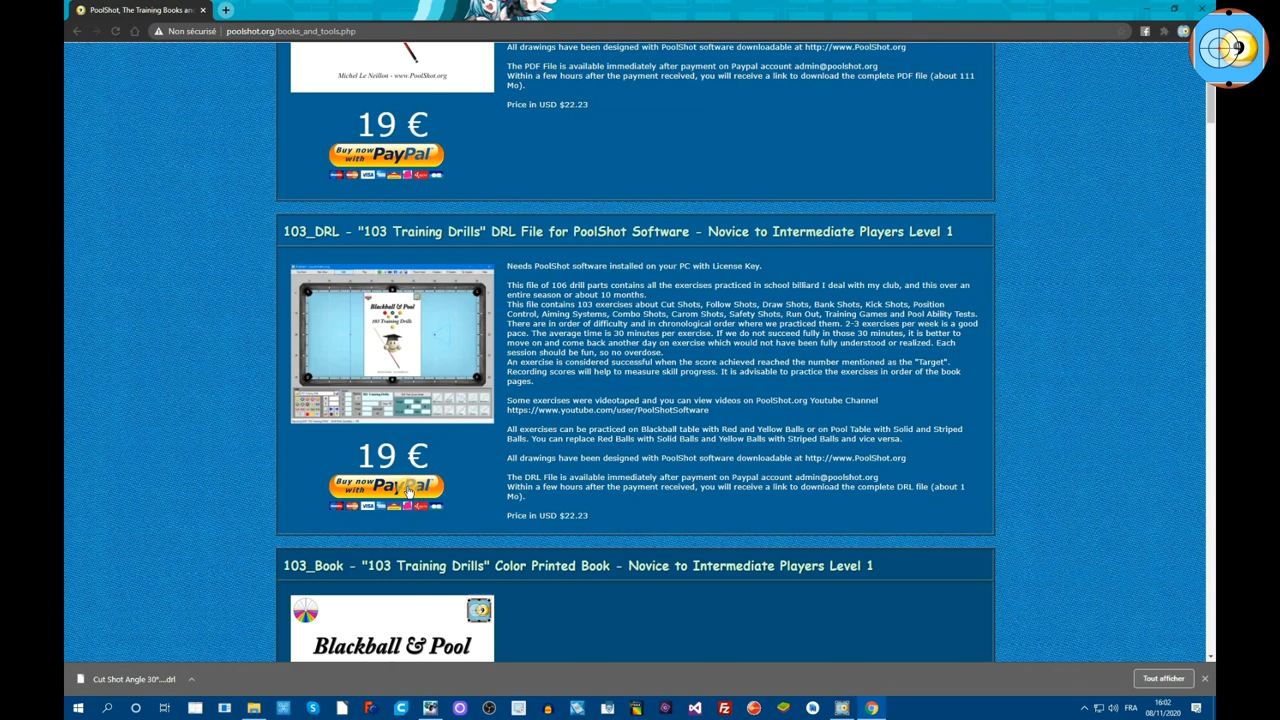 PoolShot, The Training Books and
Non sécurisé
poolshot.org/books_and_tools.php
Michel Le Neillon - www.PoolShot.org
All drawings have been designed with PoolShot software downloadable at http://www.PoolShot.org
The PDF File is available immediately after payment on Paypal account admin@poolshot.org
Within a few hours after the payment received, you will receive a link to download the complete PDF file (about 111
Mo).
Price in USD $22.23
19 €
Buy now
with PayPal
VISA
103_DRL - "103 Training Drills" DRL File for PoolShot Software - Novice to Intermediate Players Level 1
Blackball & Pool
103 Training Drills
Needs PoolShot software installed on your PC with License Key.
This file of 106 drill parts contains all the exercises practiced in school billiard I deal with my club, and this over an
entire season or about 10 months.
This file contains 103 exercises about Cut Shots, Follow Shots, Draw Shots, Bank Shots, Kick Shots, Position
Control, Aiming Systems, Combo Shots, Carom Shots, Safety Shots, Run Out, Training Games and Pool Ability Tests.
There are in order of difficulty and in chronological order where we practiced them. 2-3 exercises per week is a good
pace. The average time is 30 minutes per exercise. If we do not succeed fully in those 30 minutes, it is better to
move on and come back another day on exercise which would not have been fully understood or realized. Each
session should be fun, so no overdose.
An exercise is considered successful when the score achieved reached the number mentioned as the "Target".
Recording scores will help to measure skill progress. It is advisable to practice the exercises in order of the book
pages.
Some exercises were videotaped and you can view videos on PoolShot.org Youtube Channel
https://www.youtube.com/user/PoolShotSoftware
All exercises can be practiced on Blackball table with Red and Yellow Balls or on Pool Table with Solid and Striped
Balls. You can replace Red Balls with Solid Balls and Yellow Balls with Striped Balls and vice versa.
All drawings have been designed with PoolShot software downloadable at http://www.PoolShot.org
The DRL File is available immediately after payment on Paypal account admin@poolshot.org
Within a few hours after the payment received, you will receive a link to download the complete DRL file (about 1
Mo).
Price in USD $22.23
19 €
Buy now
with PayPal
VISA
103_Book - "103 Training Drills" Color Printed Book - Novice to Intermediate Players Level 1
Blackball & Pool
Cut Shot Angle 30°....drl
Tout afficher
FRA
16:02
08/11/2020